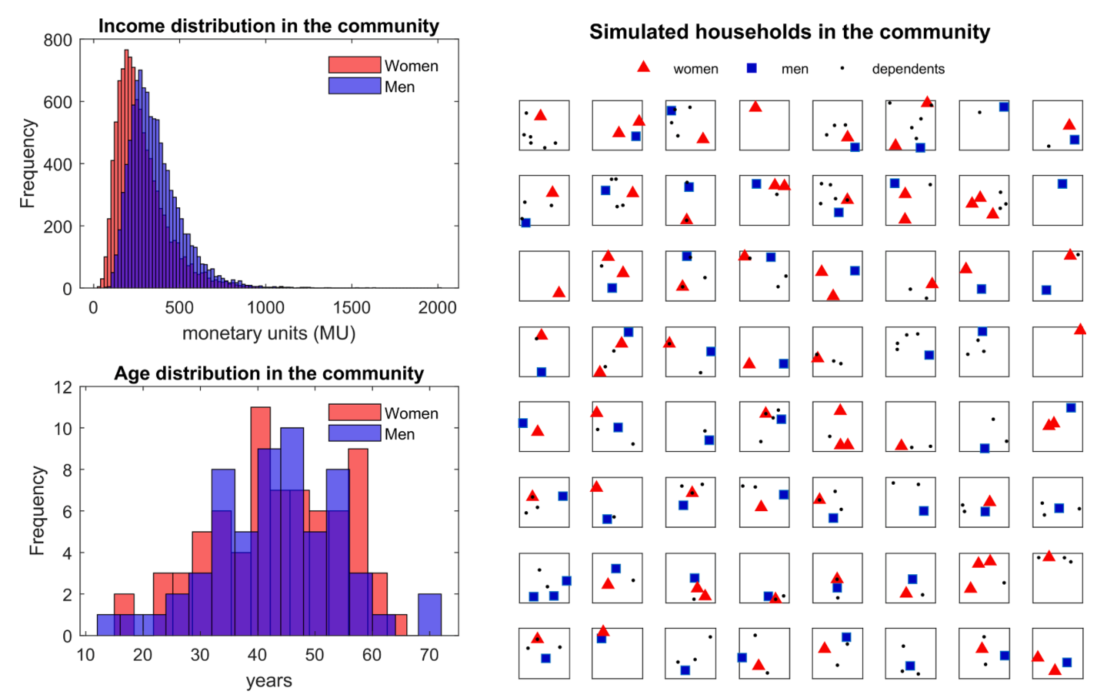 Income distribution in the community
800
600
400
200
0
Frequency
Women
Men
0 500 1000 1500 2000
monetary units (MU)
Age distribution in the community
12
10
8
6
4
2
0
Frequency
Women
Men
10 20 30 40 50 60 70
years
Simulated households in the community
women men dependents